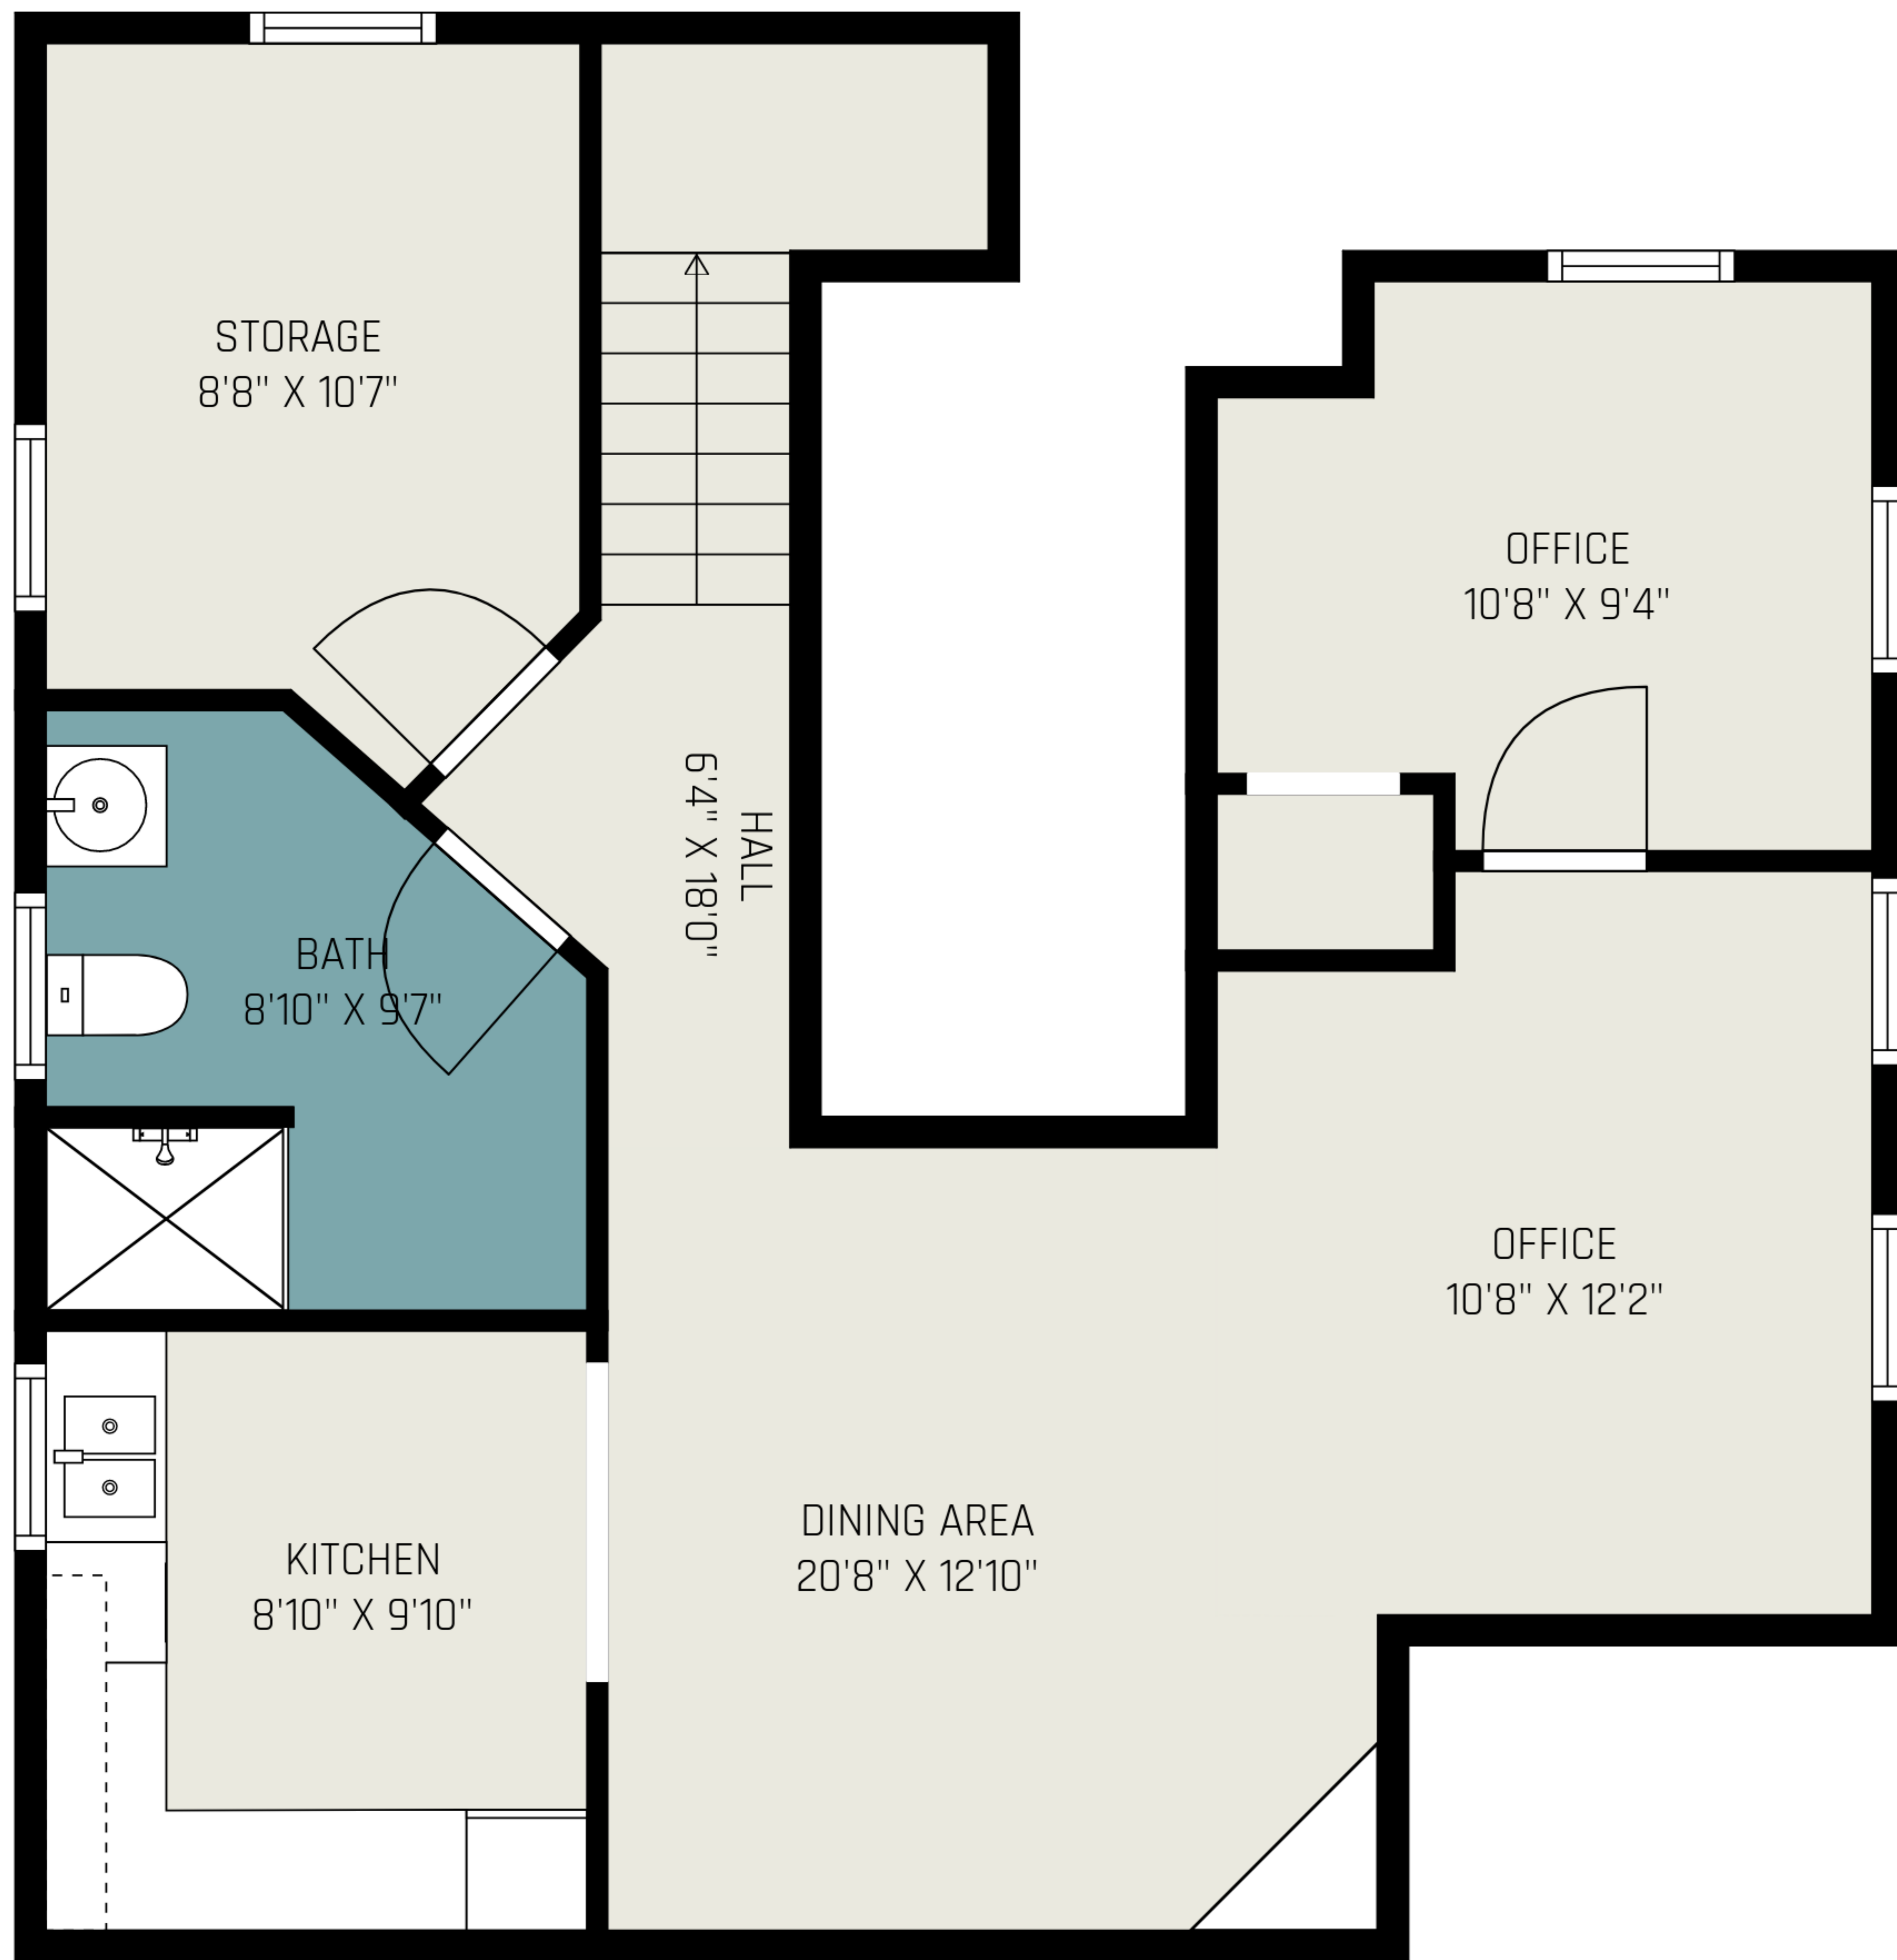 STORAGE
8'8" X 10'7"
OFFICE
10'8" X 9'4"
HALL
6'4" X 18'0"
BATH
8'10" X 9'7"
OFFICE
10'8" X 12'2"
DINING AREA
20'8" X 12'10"
KITCHEN
8'10" X 9'10"